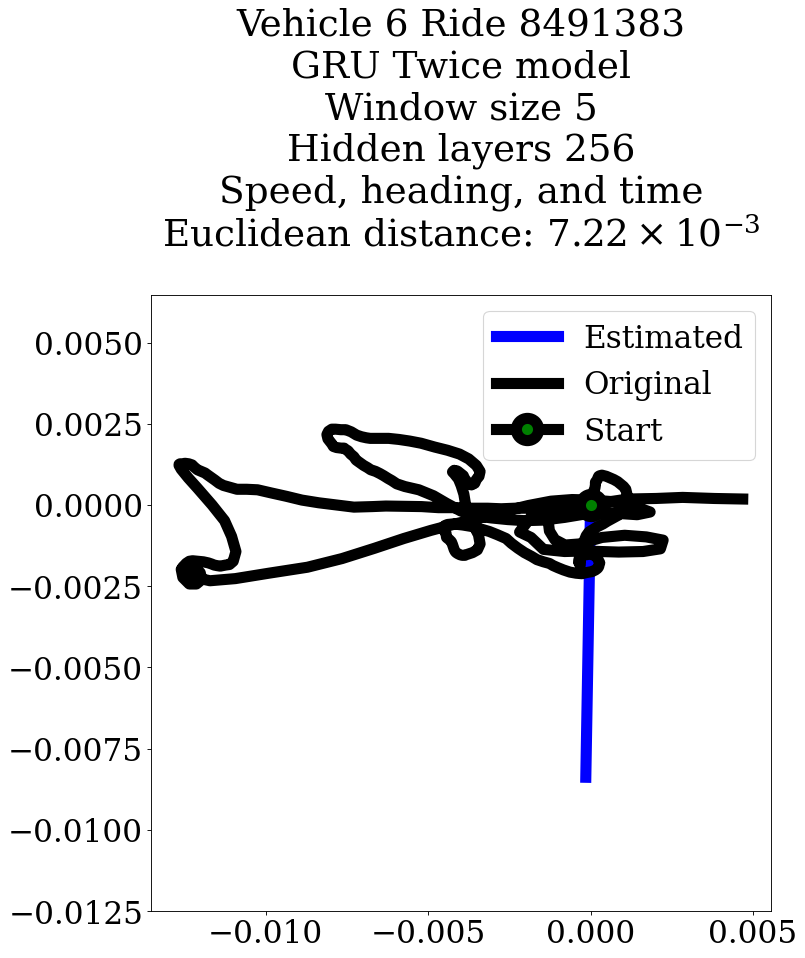 Vehicle 6 Ride 8491383
GRU Twice model
Window size 5
Hidden layers 256
Speed, heading, and time
Euclidean distance: 7.22 × 10⁻³
Estimated
Original
Start
0.0050
0.0025
0.0000
−0.0025
−0.0050
−0.0075
−0.0100
−0.0125
−0.010 −0.005 0.000 0.005